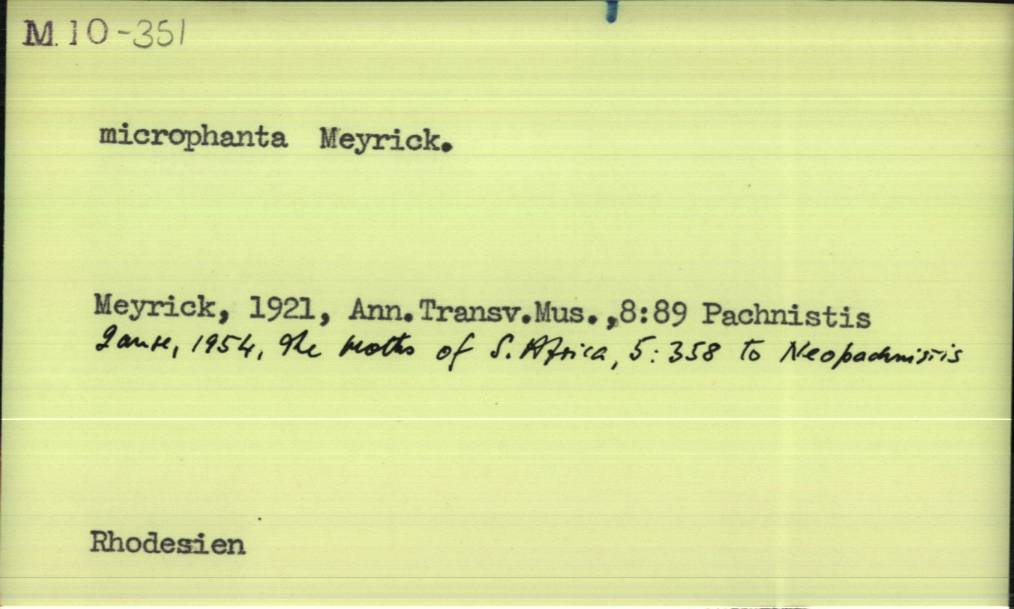 M.10-351
microphanta Meyrick.
Meyrick, 1921, Ann.Transv.Mus.,8:89 Pachnistis
Janse, 1954, The Moths of S. Africa, 5: 358 to Neopachnistis
Rhodesien